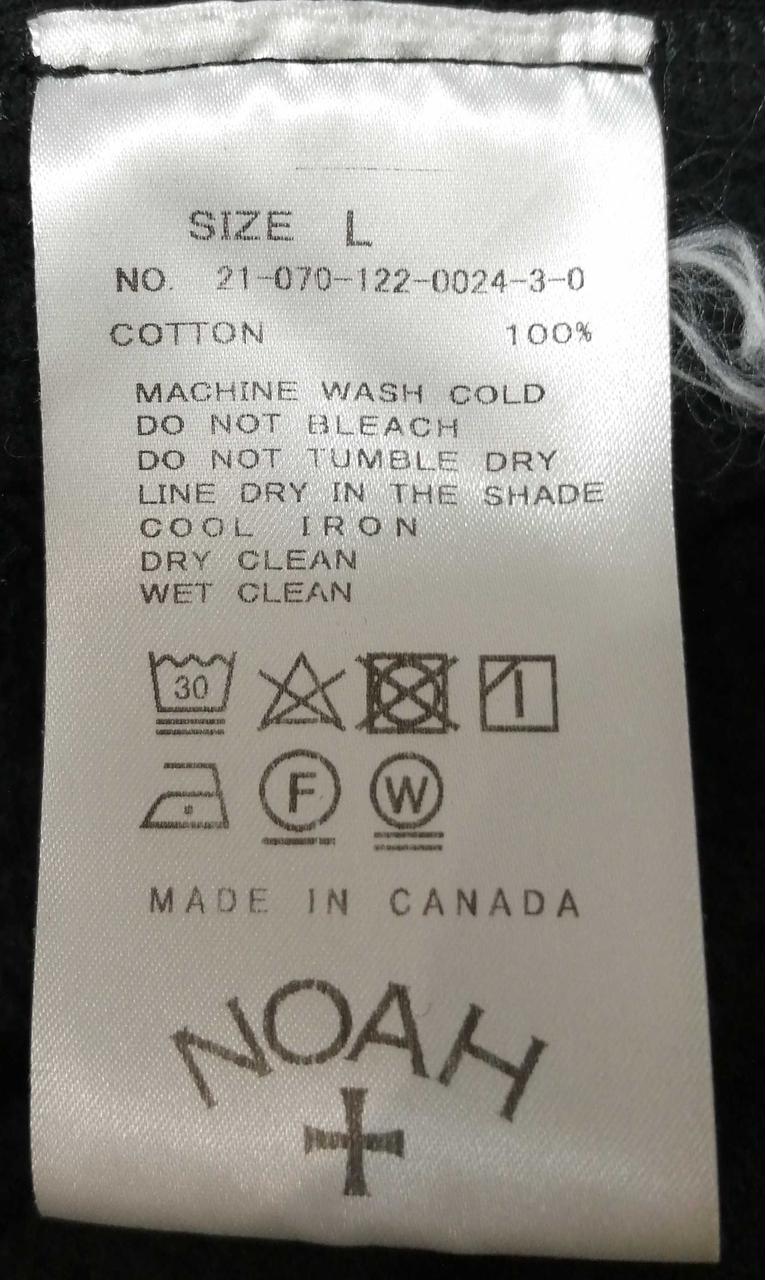 SIZE L
NO. 21-070-122-0024-3-0
COTTON 100%
MACHINE WASH COLD
DO NOT BLEACH
DO NOT TUMBLE DRY
LINE DRY IN THE SHADE
COOL IRON
DRY CLEAN
WET CLEAN
30
F W
MADE IN CANADA
NOAH